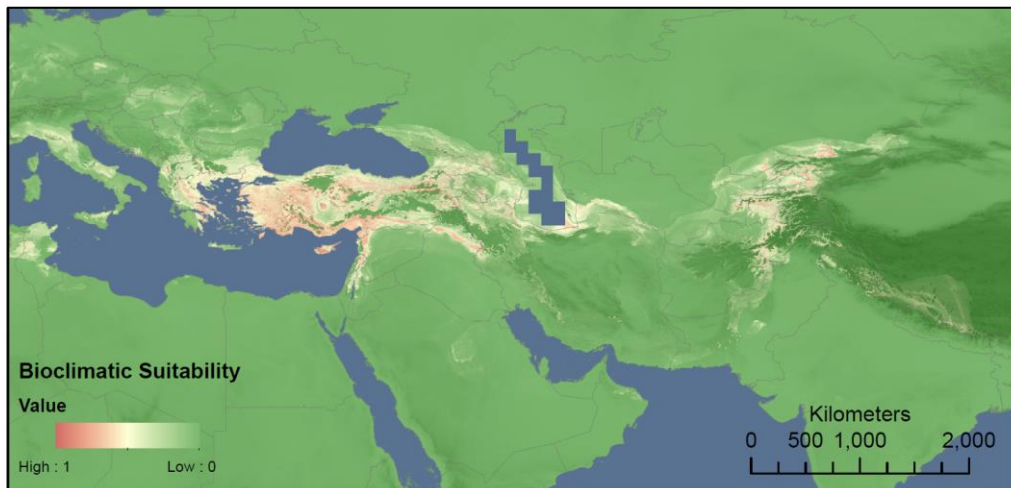 Bioclimatic Suitability
Value
High : 1 Low : 0
Kilometers
0 500 1,000 2,000